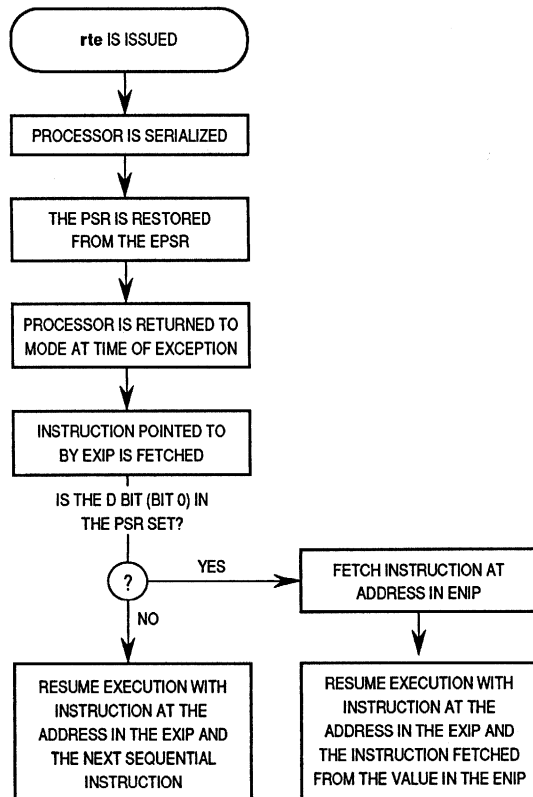 rte IS ISSUED
PROCESSOR IS SERIALIZED
THE PSR IS RESTORED
FROM THE EPSR
PROCESSOR IS RETURNED TO
MODE AT TIME OF EXCEPTION
INSTRUCTION POINTED TO
BY EXIP IS FETCHED
IS THE D BIT (BIT 0) IN
THE PSR SET?
?
YES
FETCH INSTRUCTION AT
ADDRESS IN ENIP
NO
RESUME EXECUTION WITH
INSTRUCTION AT THE
ADDRESS IN THE EXIP AND
THE NEXT SEQUENTIAL
INSTRUCTION
RESUME EXECUTION WITH
INSTRUCTION AT THE
ADDRESS IN THE EXIP AND
THE INSTRUCTION FETCHED
FROM THE VALUE IN THE ENIP